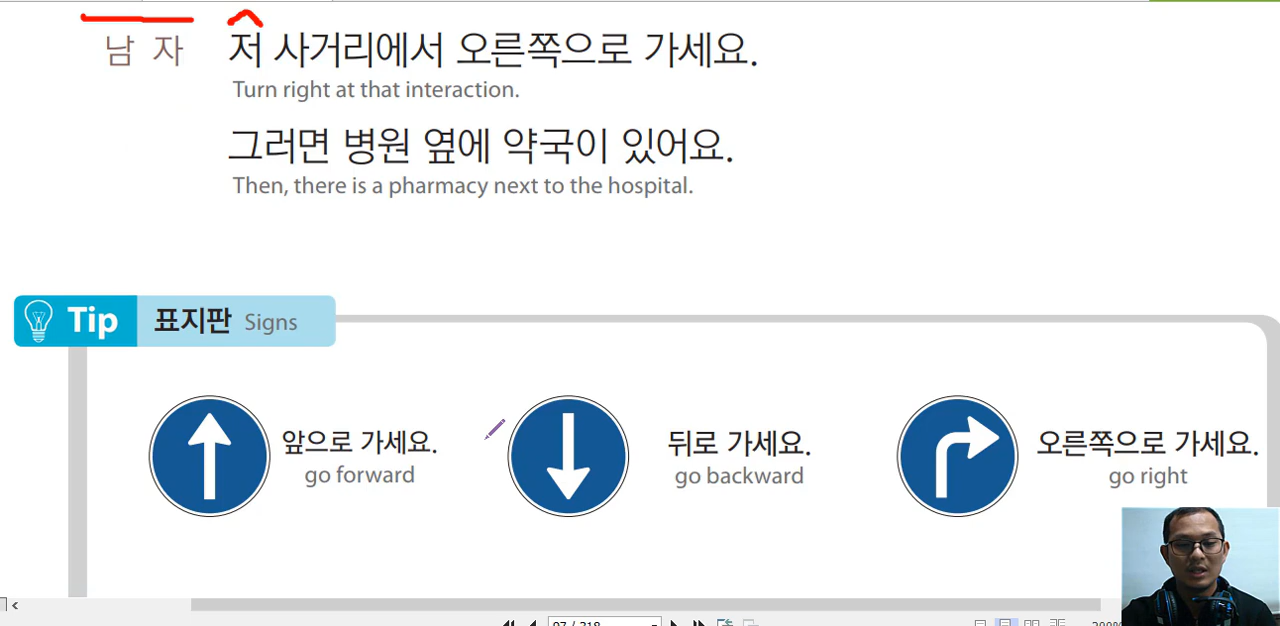 남 자 저 사거리에서 오른쪽으로 가세요.
Turn right at that interaction.
그러면 병원 옆에 약국이 있어요.
Then, there is a pharmacy next to the hospital.
Tip 표지판 Signs
앞으로 가세요. 뒤로 가세요. 오른쪽으로 가세요.
go forward go backward go right
97 / 318